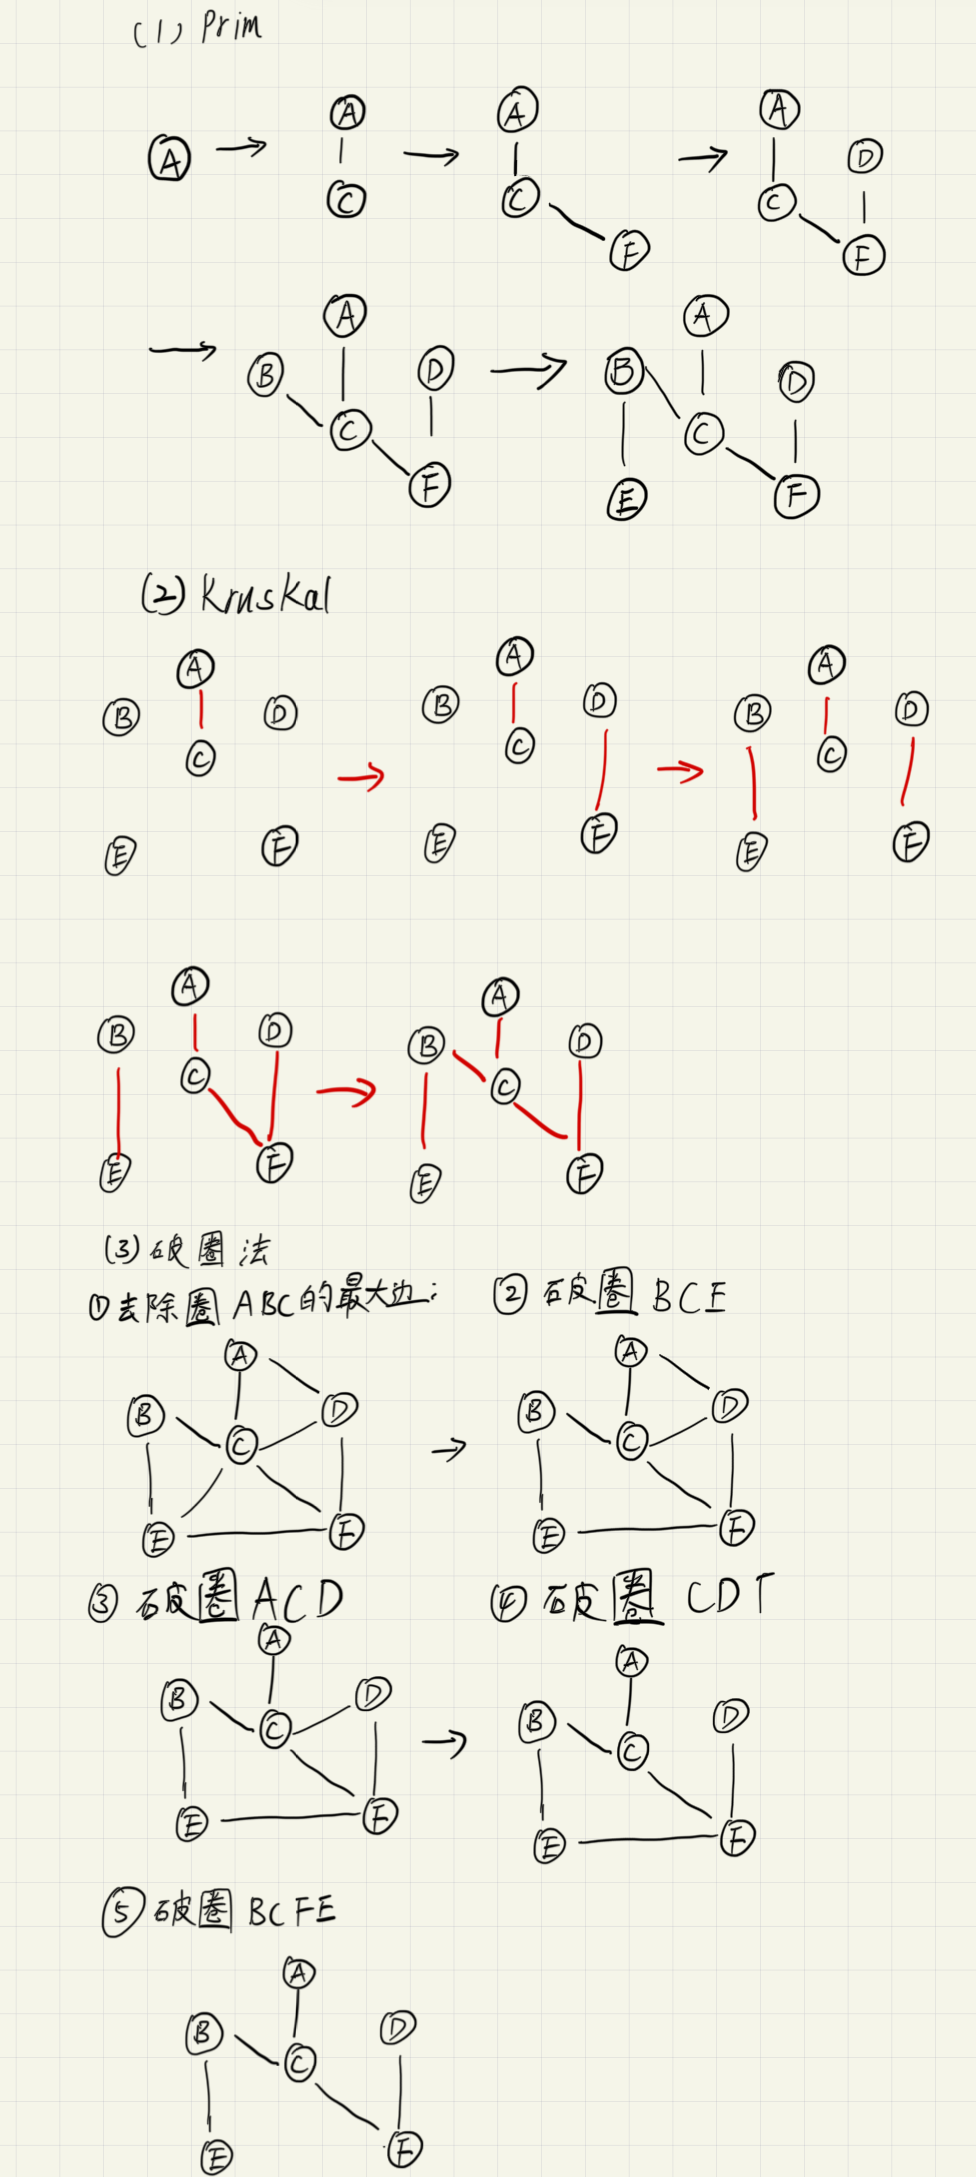 (1) Prim
A A A A
D
A C C C
F F
A A
B D B D
C C
F E F
(2) Kruskal
A A A
B D B D B D
C C C
E F E F E F
A A
B D B D
C C
E F E F
(3) 破圈法
①去除圈 ABC的最大边: ② 破圈 BCE
A A
B D B D
C C
E F E F
③ 破圈 ACD ④ 破圈 CDF
A A
B D B D
C C
E F E F
⑤ 破圈 BCFE
A
B D
C
E F